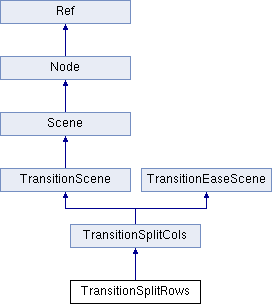 Ref
Node
Scene
TransitionScene
TransitionEaseScene
TransitionSplitCols
TransitionSplitRows